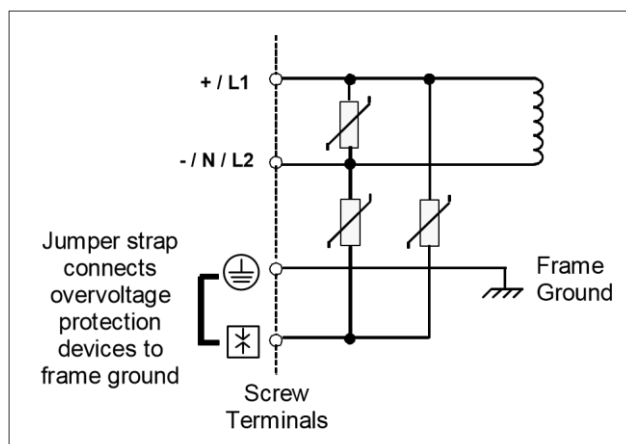 + / L1
- / N / L2
Jumper strap
connects
overvoltage
protection
devices to
frame ground
Frame
Ground
Screw
Terminals